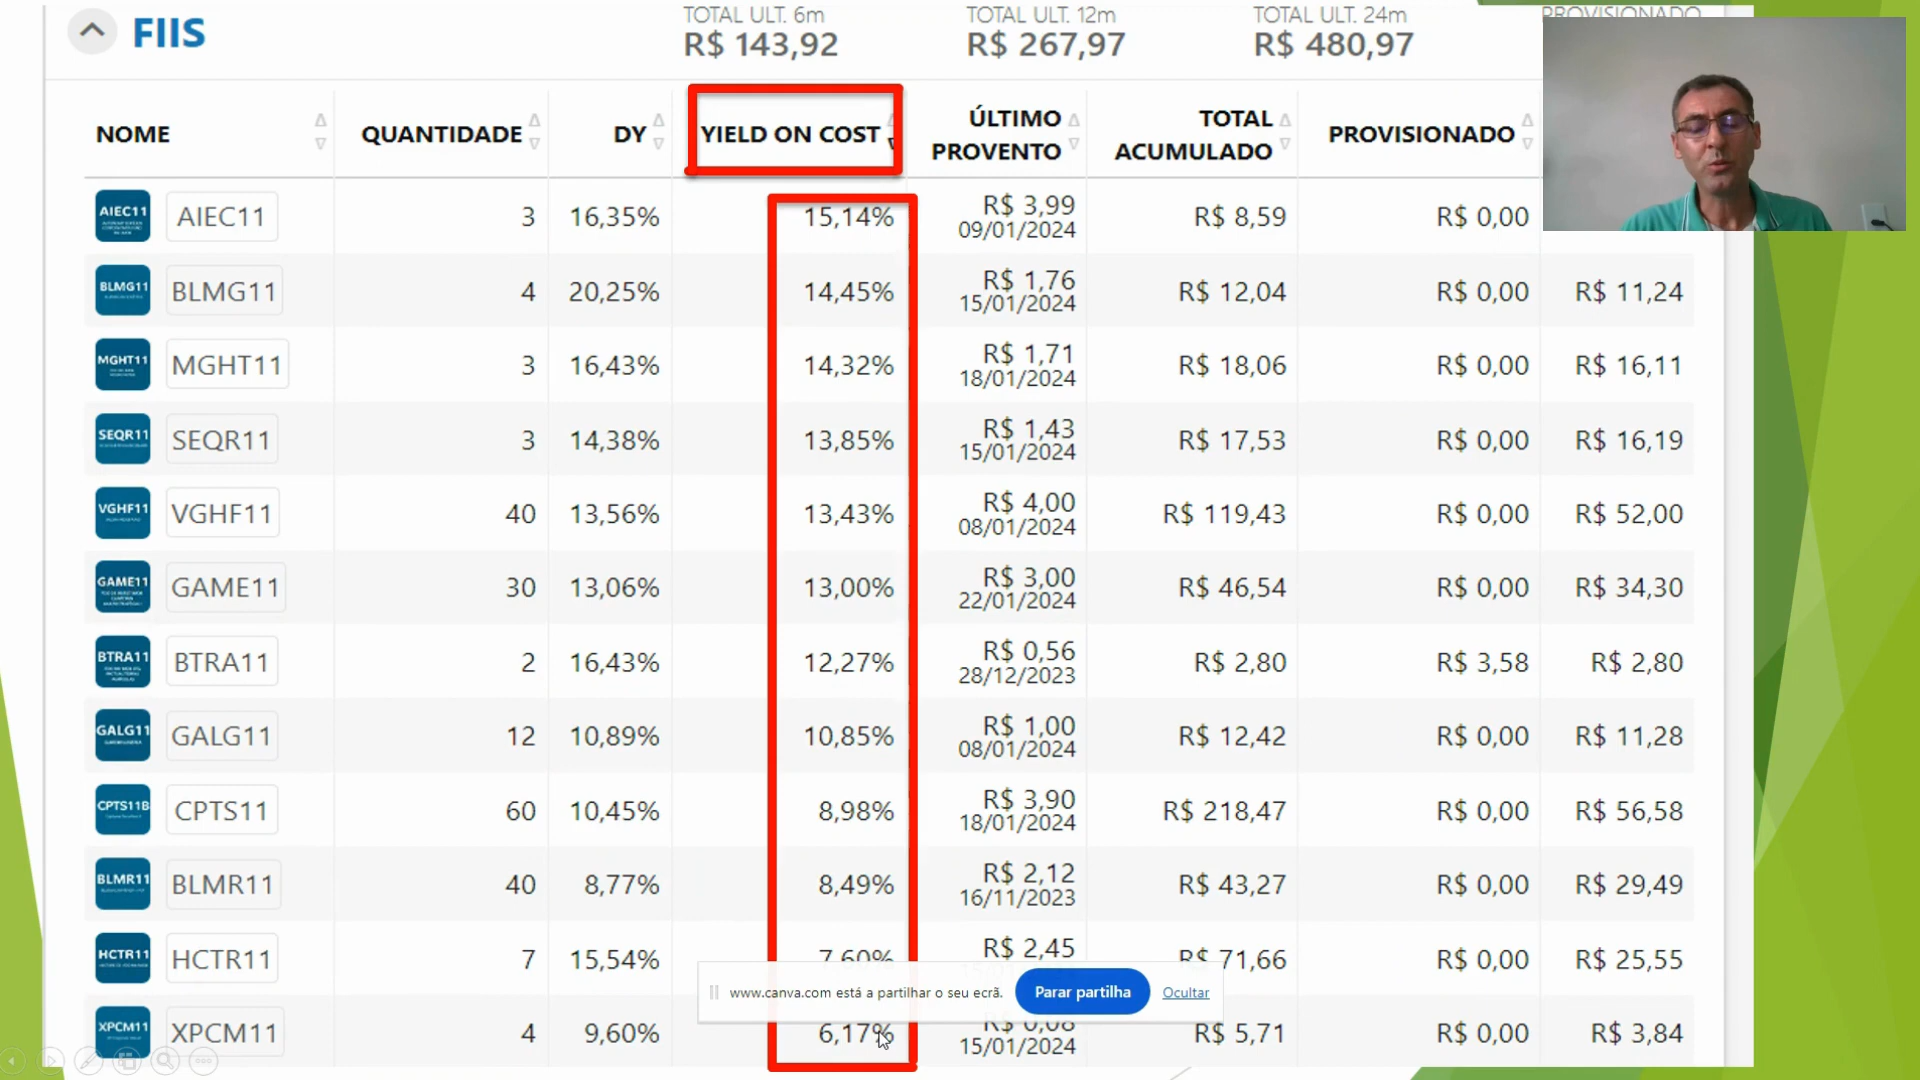 TOTAL ULT. 6m TOTAL ULT. 12m TOTAL ULT. 24m PROVISIONADO
FIIS R$ 143,92 R$ 267,97 R$ 480,97
NOME QUANTIDADE DY YIELD ON COST ÚLTIMO PROVENTO TOTAL ACUMULADO PROVISIONADO
AIEC11 AIEC11 3 16,35% 15,14% R$ 3,99 R$ 8,59 R$ 0,00
09/01/2024
BLMG11 BLMG11 4 20,25% 14,45% R$ 1,76 R$ 12,04 R$ 0,00 R$ 11,24
15/01/2024
MGHT11 MGHT11 3 16,43% 14,32% R$ 1,71 R$ 18,06 R$ 0,00 R$ 16,11
18/01/2024
SEQR11 SEQR11 3 14,38% 13,85% R$ 1,43 R$ 17,53 R$ 0,00 R$ 16,19
15/01/2024
VGHF11 VGHF11 40 13,56% 13,43% R$ 4,00 R$ 119,43 R$ 0,00 R$ 52,00
08/01/2024
GAME11 GAME11 30 13,06% 13,00% R$ 3,00 R$ 46,54 R$ 0,00 R$ 34,30
22/01/2024
BTRA11 BTRA11 2 16,43% 12,27% R$ 0,56 R$ 2,80 R$ 3,58 R$ 2,80
28/12/2023
GALG11 GALG11 12 10,89% 10,85% R$ 1,00 R$ 12,42 R$ 0,00 R$ 11,28
08/01/2024
CPTS11B CPTS11 60 10,45% 8,98% R$ 3,90 R$ 218,47 R$ 0,00 R$ 56,58
18/01/2024
BLMR11 BLMR11 40 8,77% 8,49% R$ 2,12 R$ 43,27 R$ 0,00 R$ 29,49
16/11/2023
HCTR11 HCTR11 7 15,54% 7,60% R$ 2,45 R$ 71,66 R$ 0,00 R$ 25,55
www.canva.com está a partilhar o seu ecrã. Parar partilha Ocultar
XPCM11 XPCM11 4 9,60% 6,17% R$ 0,08 R$ 5,71 R$ 0,00 R$ 3,84
15/01/2024